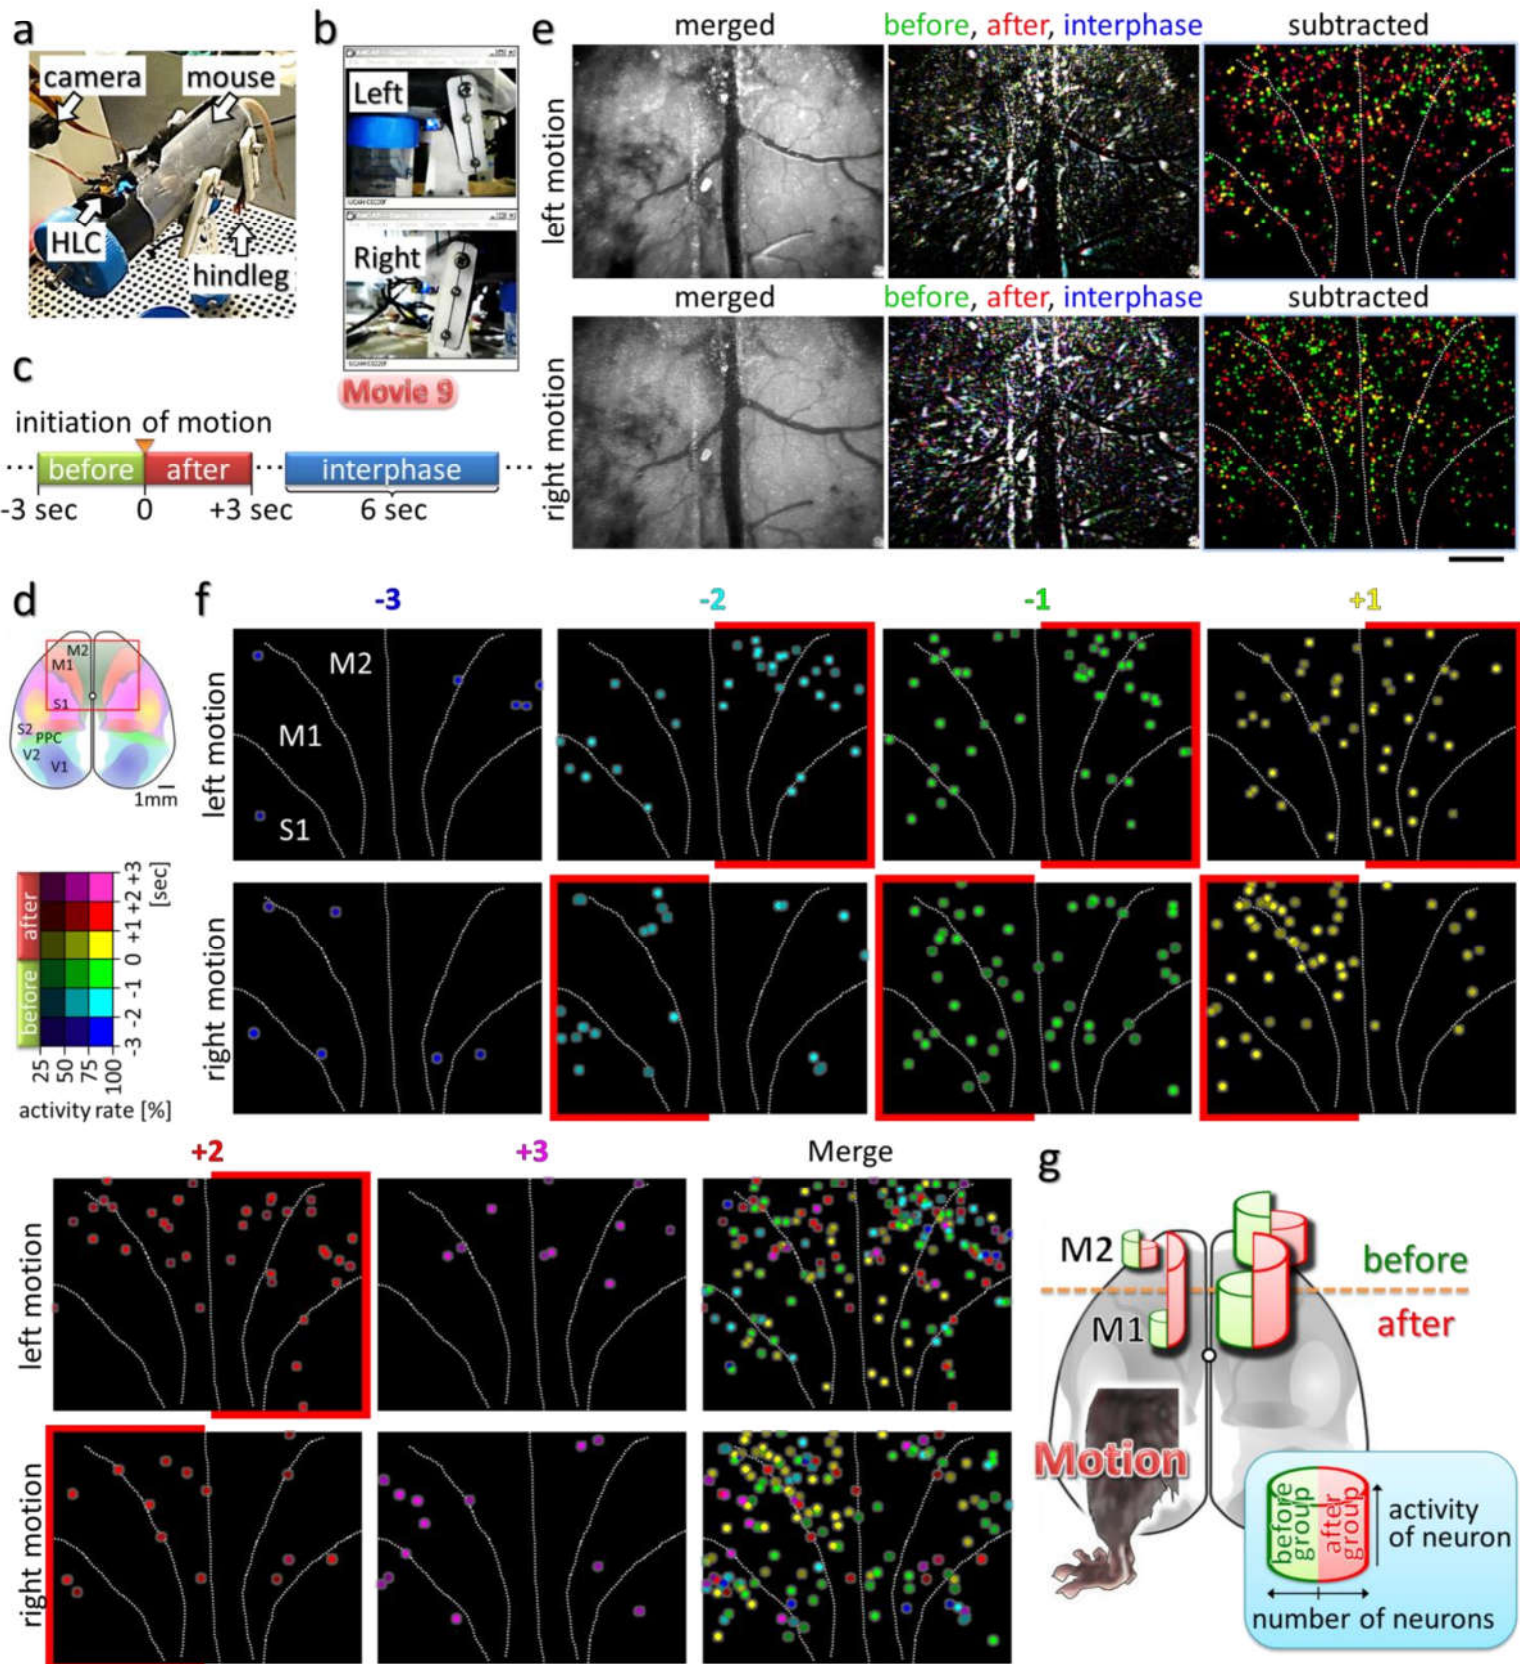 a
camera
mouse
HLC
hindleg
b
Left
Right
Movie 9
c
initiation of motion
... before after ... interphase ...
-3 sec 0 +3 sec 6 sec
e
merged before, after, interphase subtracted
left motion
merged before, after, interphase subtracted
right motion
d
M2
M1
S1
S2
PPC
V2
V1
1mm
after
before
+3
+2
+1
0
-1
-2
-3
[sec]
25 50 75 100
activity rate [%]
f
-3 -2 -1 +1
left motion
M2
M1
S1
right motion
+2 +3 Merge
left motion
right motion
g
M2
before
M1
after
Motion
before group
after group
activity
of neuron
number of neurons